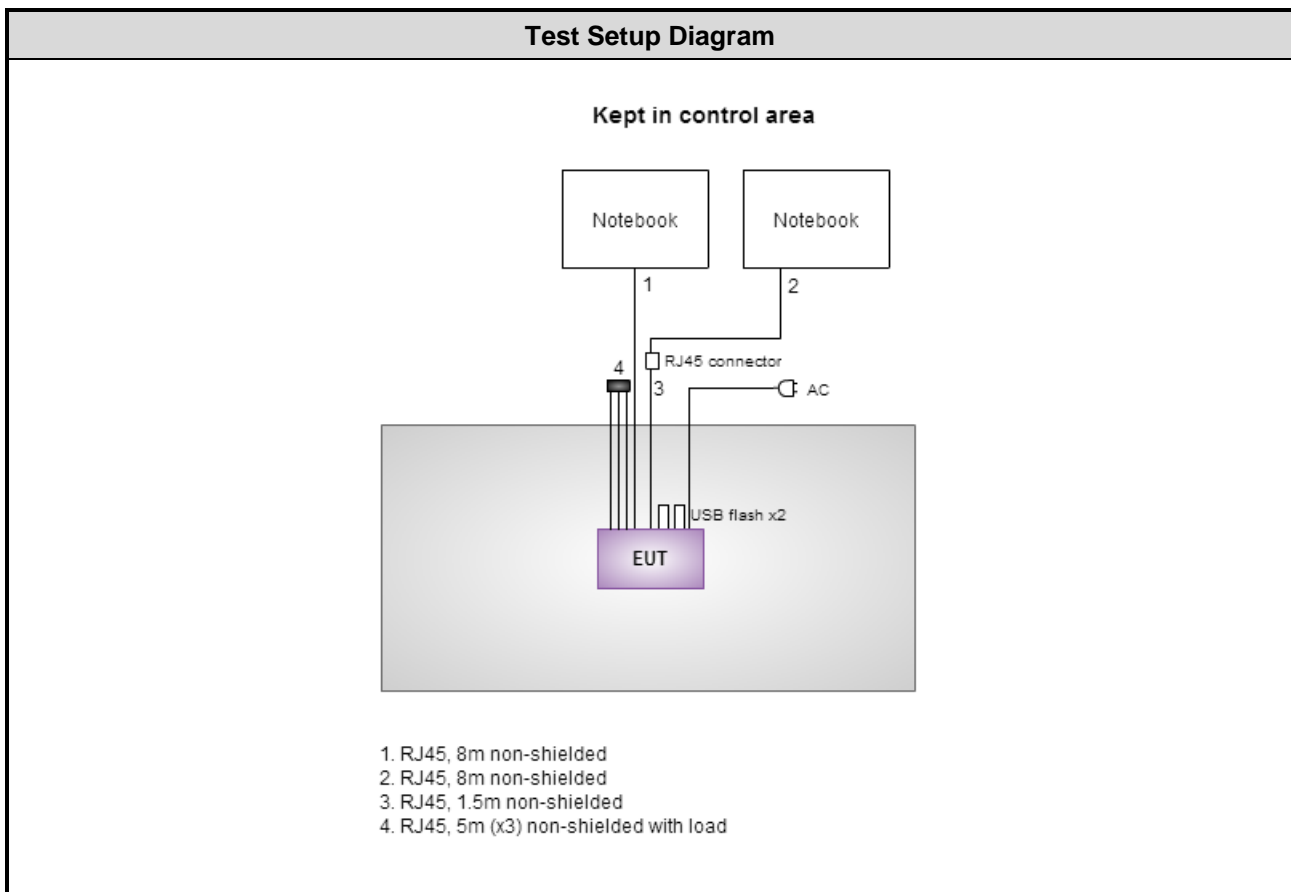 Test Setup Diagram
Kept in control area
Notebook
Notebook
1
2
RJ45 connector
4
3
AC
USB flash x2
EUT
1. RJ45, 8m non-shielded
2. RJ45, 8m non-shielded
3. RJ45, 1.5m non-shielded
4. RJ45, 5m (x3) non-shielded with load